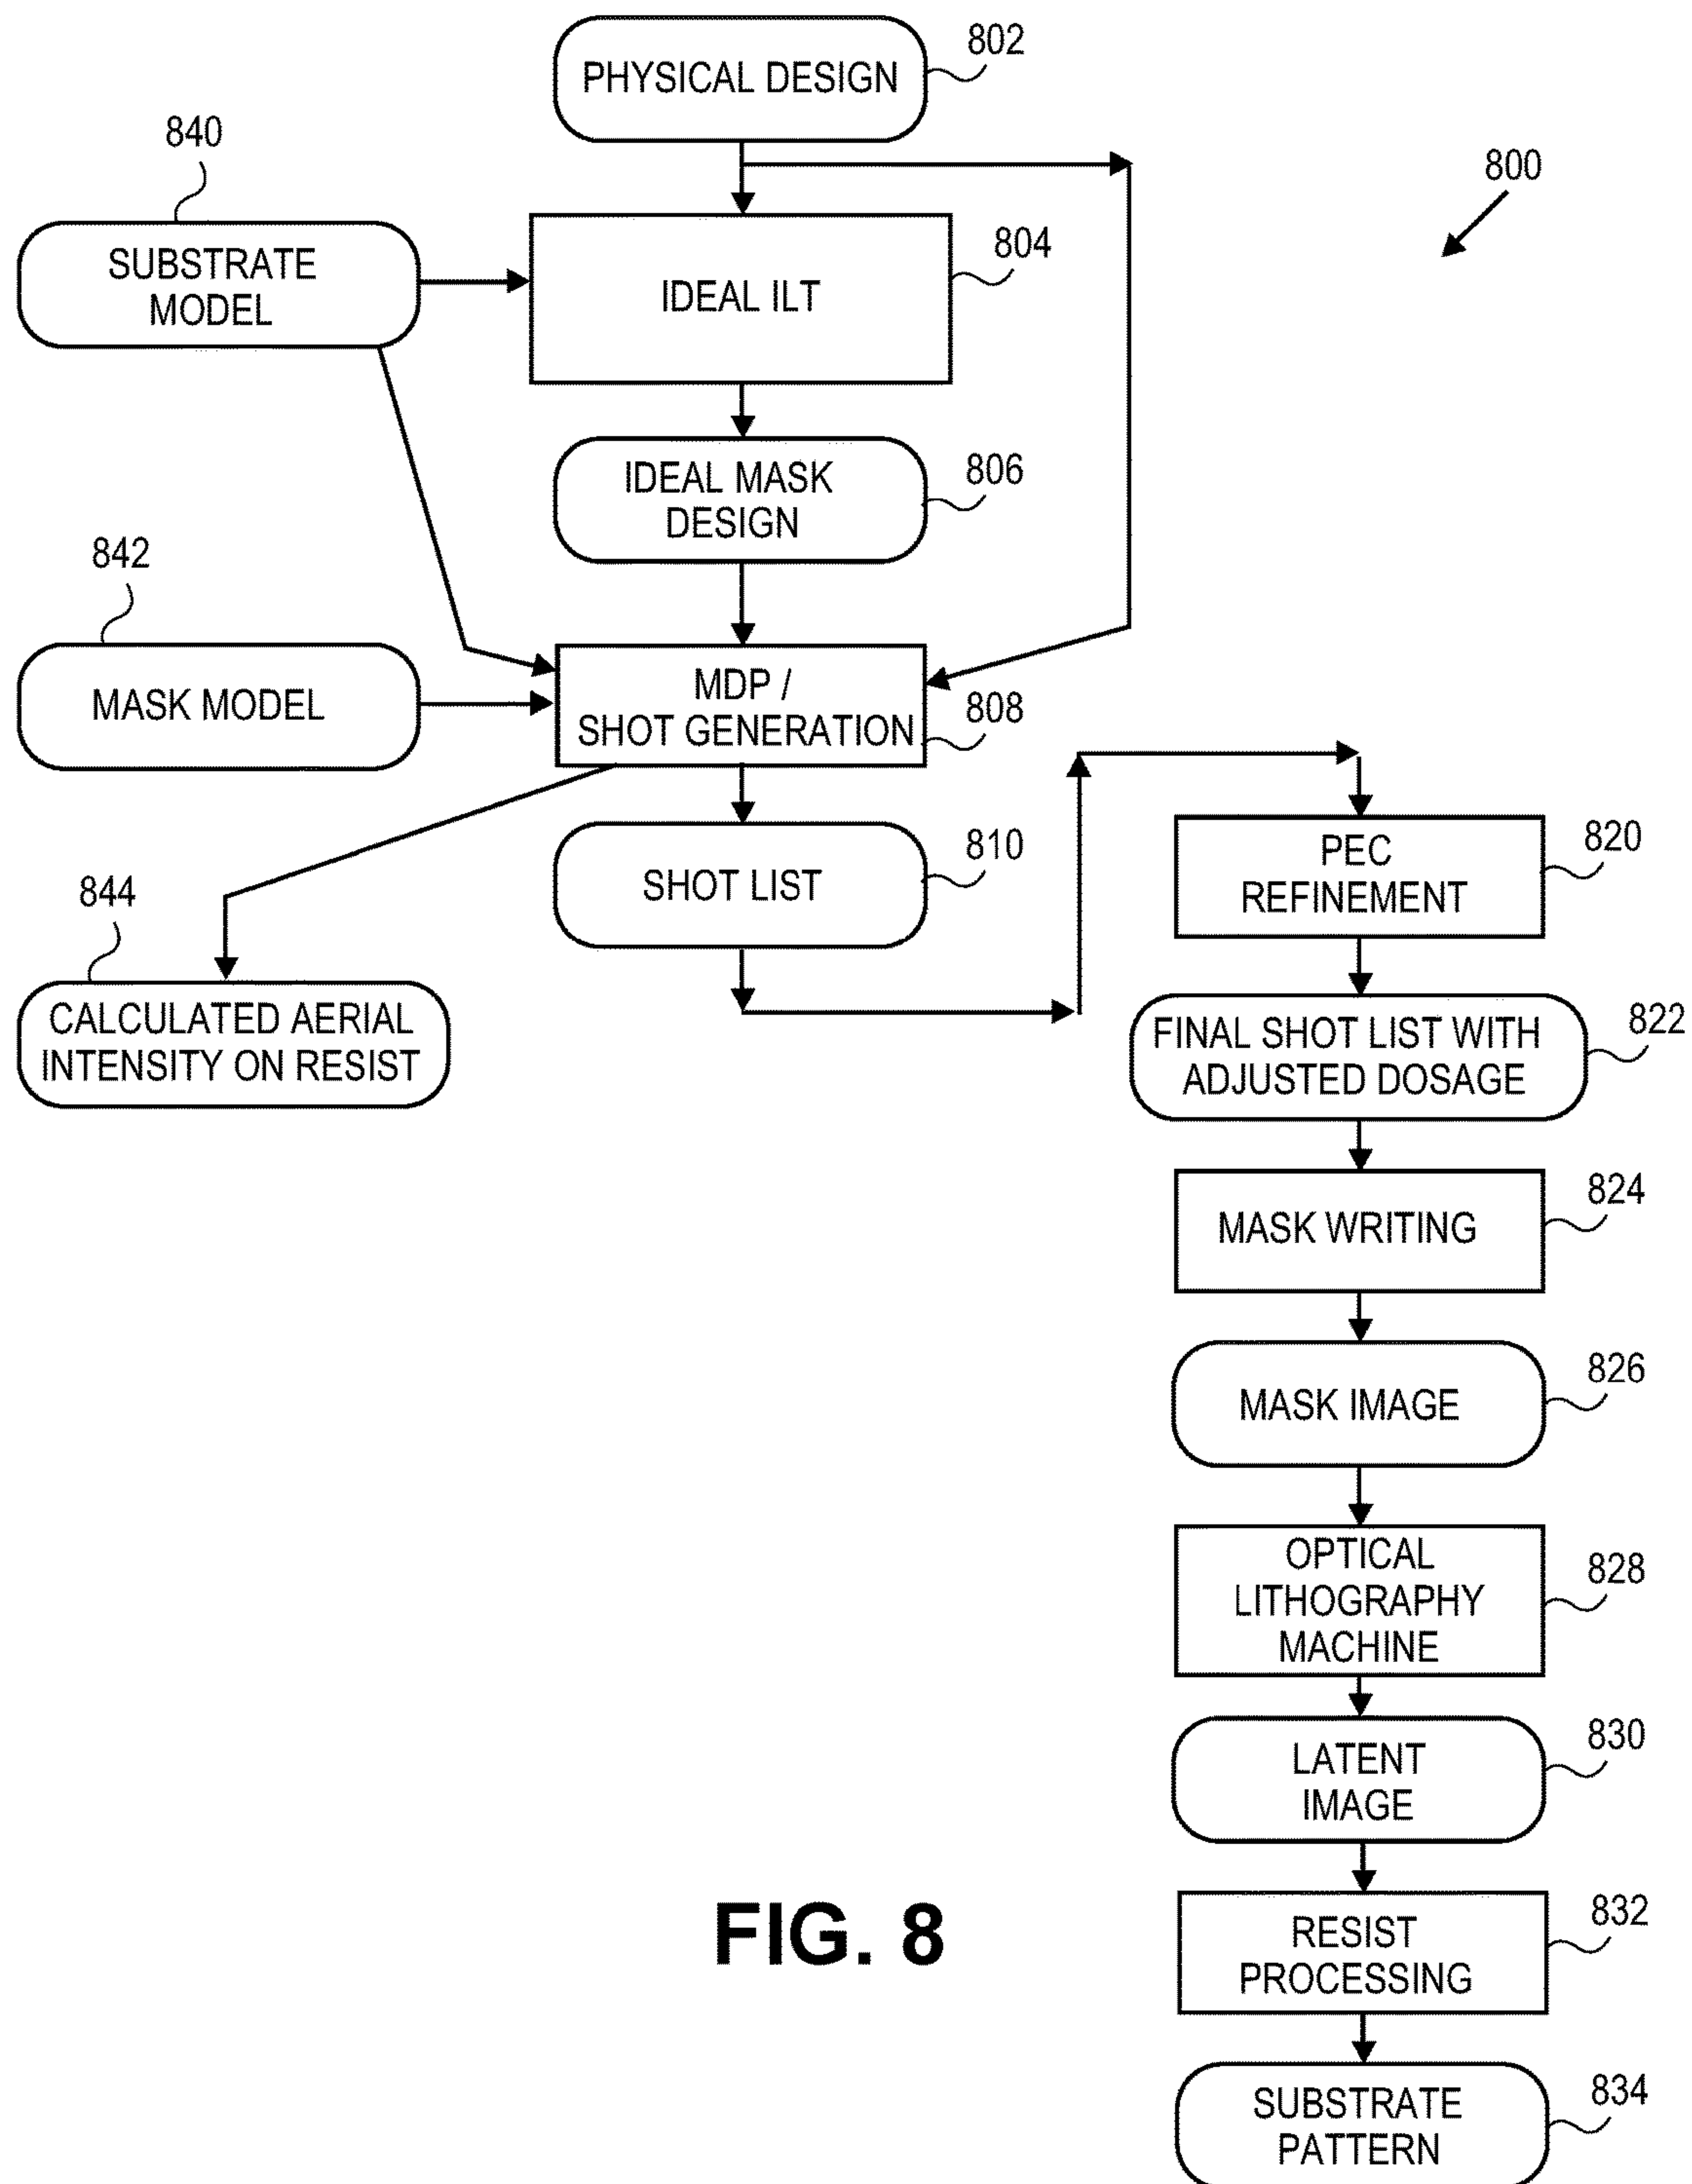 802
PHYSICAL DESIGN
840
800
SUBSTRATE
MODEL
804
IDEAL ILT
806
IDEAL MASK
DESIGN
842
MASK MODEL
MDP /
SHOT GENERATION
808
810
SHOT LIST
820
PEC
REFINEMENT
844
CALCULATED AERIAL
INTENSITY ON RESIST
822
FINAL SHOT LIST WITH
ADJUSTED DOSAGE
824
MASK WRITING
826
MASK IMAGE
828
OPTICAL
LITHOGRAPHY
MACHINE
830
LATENT
IMAGE
832
RESIST
PROCESSING
FIG. 8
834
SUBSTRATE
PATTERN